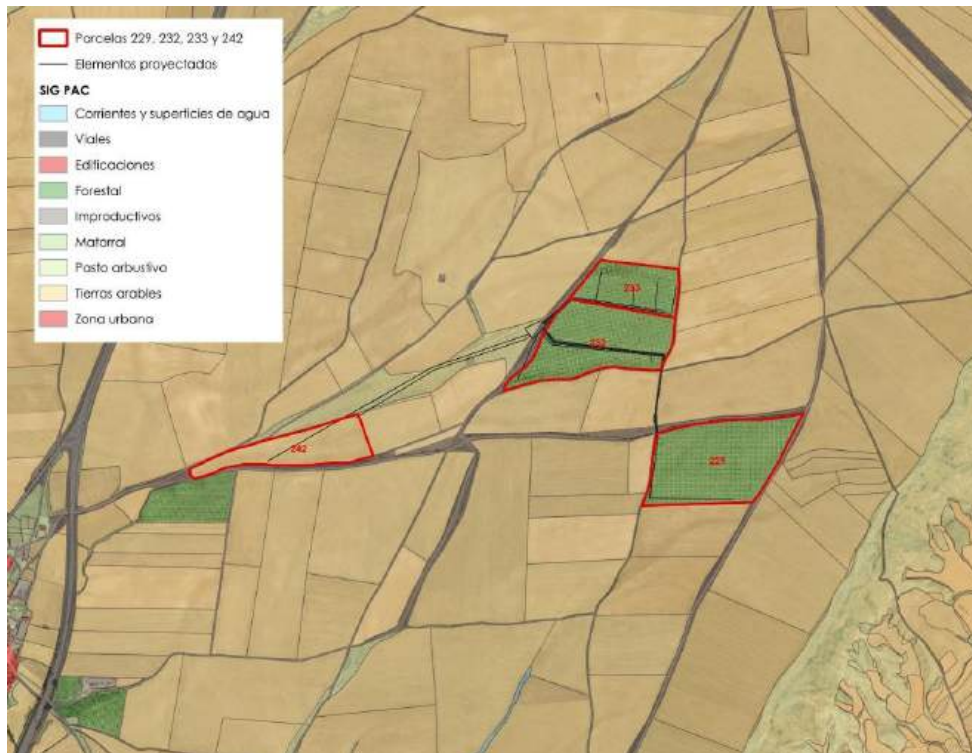 Parcelas 229, 232, 233 y 242
Elementos proyectados
SIG PAC
Corrientes y superficies de agua
Viales
Edificaciones
Forestal
Improductivos
Matorral
Pasto arbustivo
Tierras arables
Zona urbana
233
232
242
229